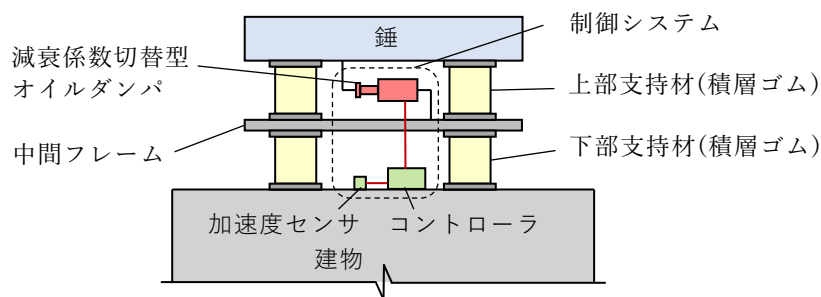 錘
制御システム
減衰係数切替型
オイルダンパ
上部支持材(積層ゴム)
中間フレーム
下部支持材(積層ゴム)
加速度センサ
コントローラ
建物